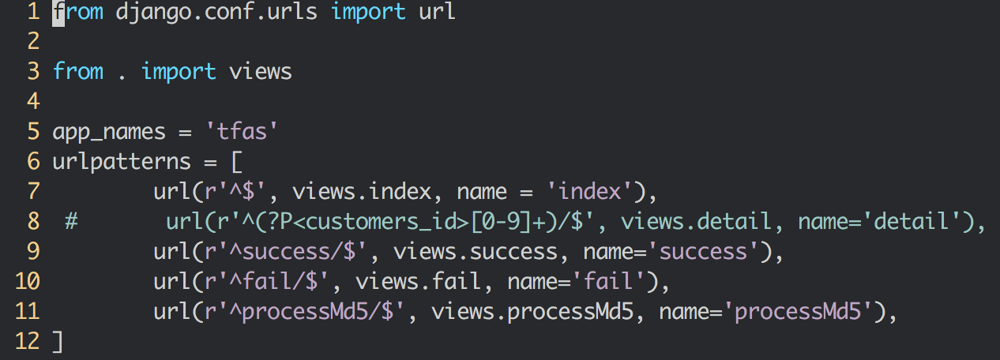 1 from django.conf.urls import url
2
3 from . import views
4
5 app_names = 'tfas'
6 urlpatterns = [
7         url(r'^$', views.index, name = 'index'),
8  #       url(r'^(?P<customers_id>[0-9]+)/$', views.detail, name='detail'),
9         url(r'^success/$', views.success, name='success'),
10         url(r'^fail/$', views.fail, name='fail'),
11         url(r'^processMd5/$', views.processMd5, name='processMd5'),
12 ]